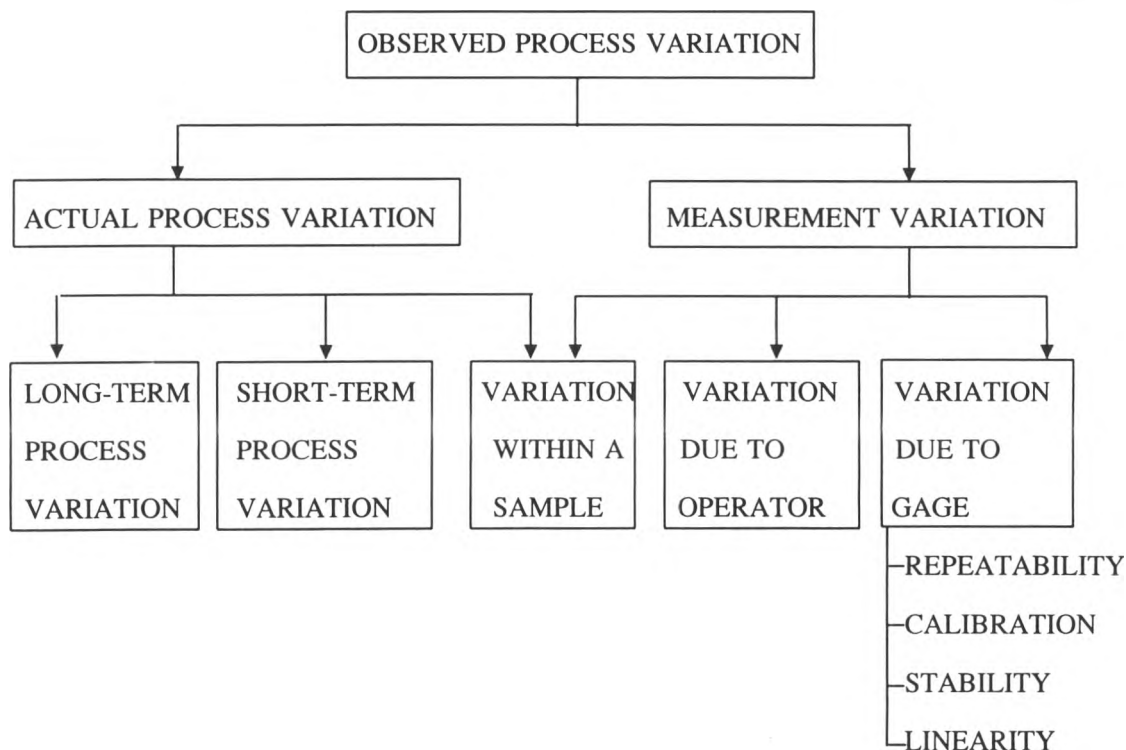 OBSERVED PROCESS VARIATION
ACTUAL PROCESS VARIATION
MEASUREMENT VARIATION
LONG-TERM
PROCESS
VARIATION
SHORT-TERM
PROCESS
VARIATION
VARIATION
WITHIN A
SAMPLE
VARIATION
DUE TO
OPERATOR
VARIATION
DUE TO
GAGE
REPEATABILITY
CALIBRATION
STABILITY
LINEARITY